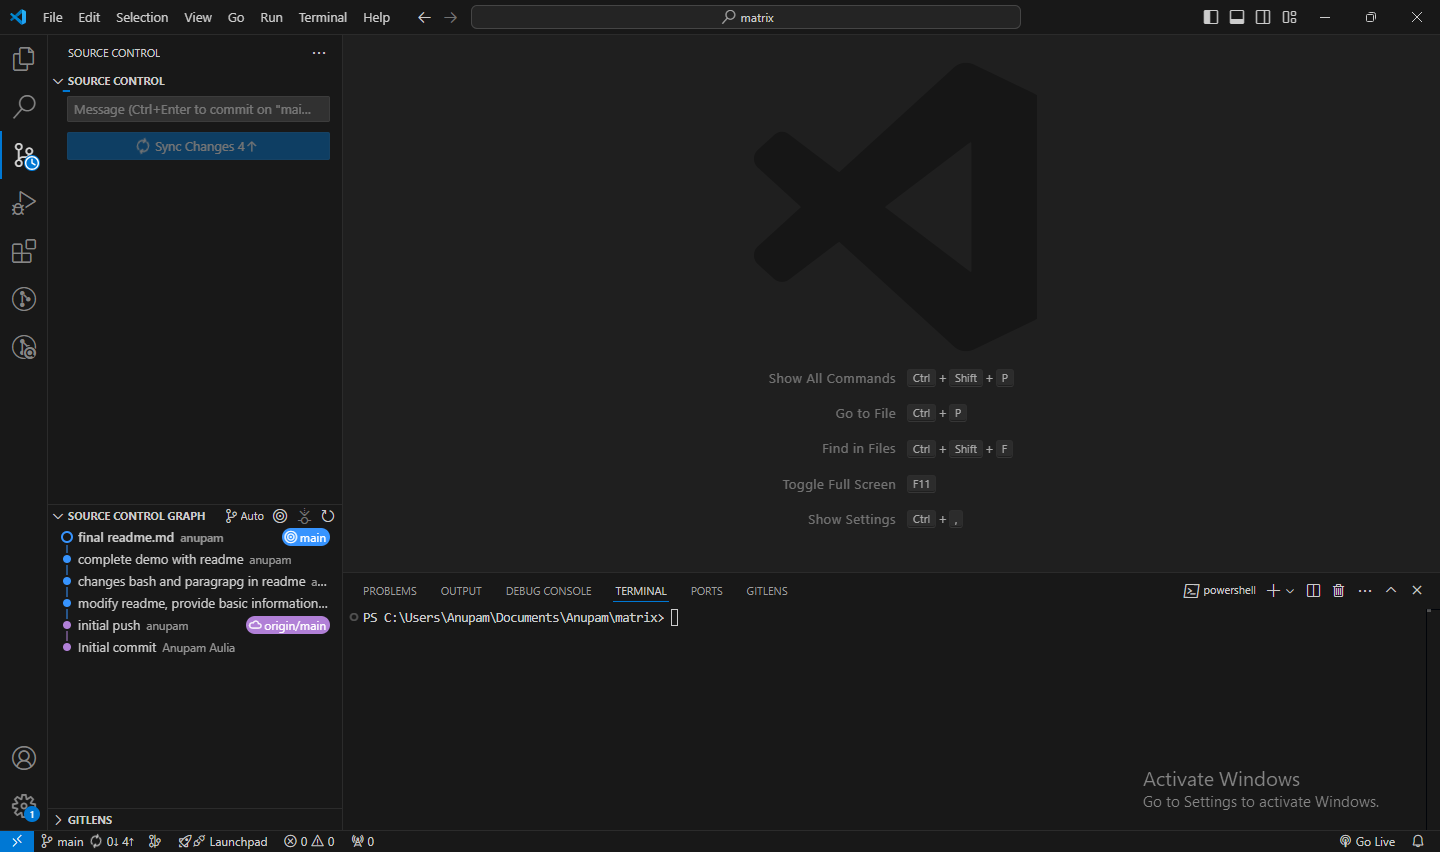 File Edit Selection View Go Run Terminal Help
matrix
SOURCE CONTROL
SOURCE CONTROL
Message (Ctrl+Enter to commit on "mai...
Sync Changes 4↑
Show All Commands Ctrl + Shift + P
Go to File Ctrl + P
Find in Files Ctrl + Shift + F
Toggle Full Screen F11
Show Settings Ctrl + ,
SOURCE CONTROL GRAPH Auto
final readme.md anupam main
complete demo with readme anupam
changes bash and paragrapg in readme a...
modify readme, provide basic information...
initial push anupam origin/main
Initial commit Anupam Aulia
PROBLEMS OUTPUT DEBUG CONSOLE TERMINAL PORTS GITLENS
powershell
PS C:\Users\Anupam\Documents\Anupam\matrix>
Activate Windows
Go to Settings to activate Windows.
1
GITLENS
main 0↓ 4↑ Launchpad 0 0 0 Go Live